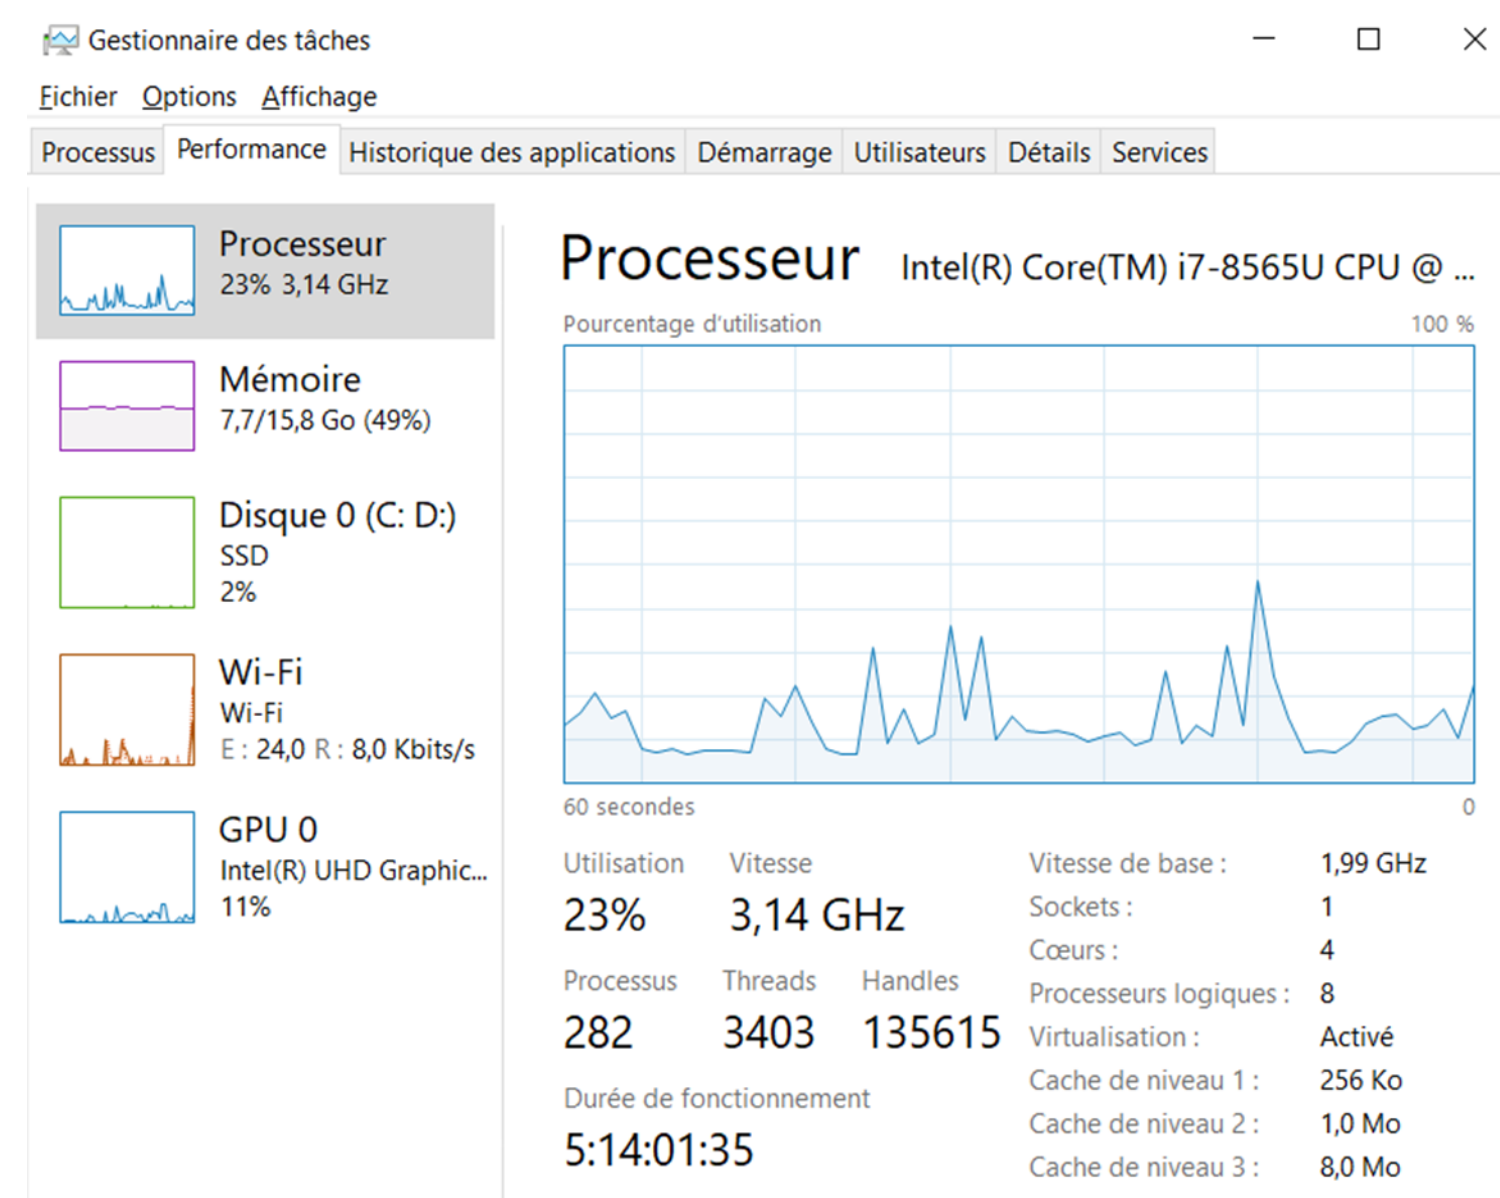 Gestionnaire des tâches
Fichier Options Affichage
Processus Performance Historique des applications Démarrage Utilisateurs Détails Services
Processeur
23% 3,14 GHz
Mémoire
7,7/15,8 Go (49%)
Disque 0 (C: D:)
SSD
2%
Wi-Fi
Wi-Fi
E : 24,0 R : 8,0 Kbits/s
GPU 0
Intel(R) UHD Graphic...
11%
Processeur Intel(R) Core(TM) i7-8565U CPU @ ...
Pourcentage d'utilisation 100 %
60 secondes 0
Utilisation Vitesse
23% 3,14 GHz
Processus Threads Handles
282 3403 135615
Durée de fonctionnement
5:14:01:35
Vitesse de base : 1,99 GHz
Sockets : 1
Cœurs : 4
Processeurs logiques : 8
Virtualisation : Activé
Cache de niveau 1 : 256 Ko
Cache de niveau 2 : 1,0 Mo
Cache de niveau 3 : 8,0 Mo